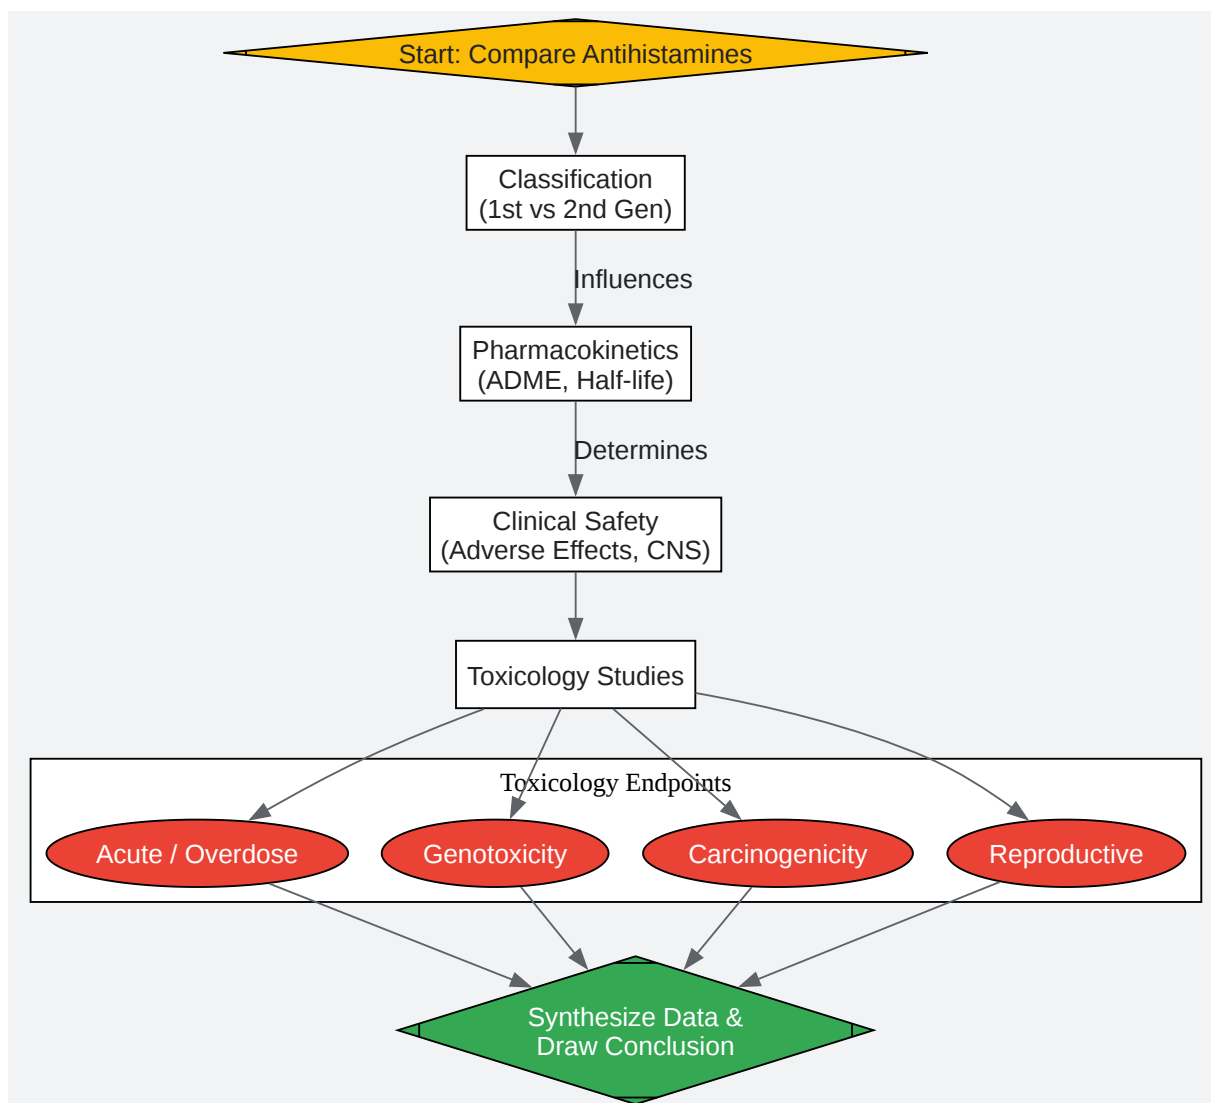 Start: Compare Antihistamines
Classification
(1st vs 2nd Gen)
Influences
Pharmacokinetics
(ADME, Half-life)
Determines
Clinical Safety
(Adverse Effects, CNS)
Toxicology Studies
Toxicology Endpoints
Acute / Overdose
Genotoxicity
Carcinogenicity
Reproductive
Synthesize Data &
Draw Conclusion